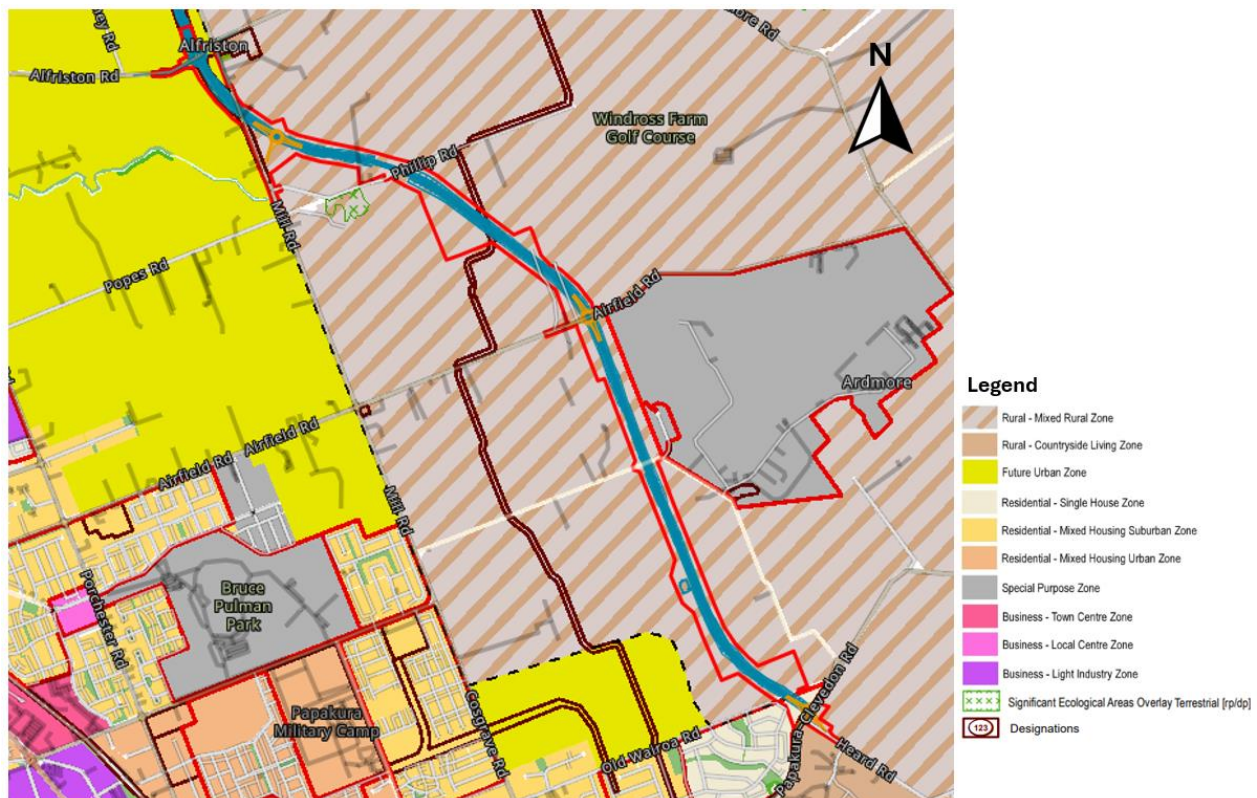 Alfriston
Alfriston Rd
N
Windross Farm
Golf Course
Phillip Rd
Mill Rd
Popes Rd
Airfield Rd
Ardmore
Airfield Rd
Airfield Rd
Mill Rd
Bruce
Pulman
Park
Porchester Rd
Papakura
Military Camp
Cosgrave Rd
Old Wairoa Rd
Papakura-Clevedon Rd
Heard Rd
Legend
Rural - Mixed Rural Zone
Rural - Countryside Living Zone
Future Urban Zone
Residential - Single House Zone
Residential - Mixed Housing Suburban Zone
Residential - Mixed Housing Urban Zone
Special Purpose Zone
Business - Town Centre Zone
Business - Local Centre Zone
Business - Light Industry Zone
Significant Ecological Areas Overlay Terrestrial [rp/dp]
123
Designations